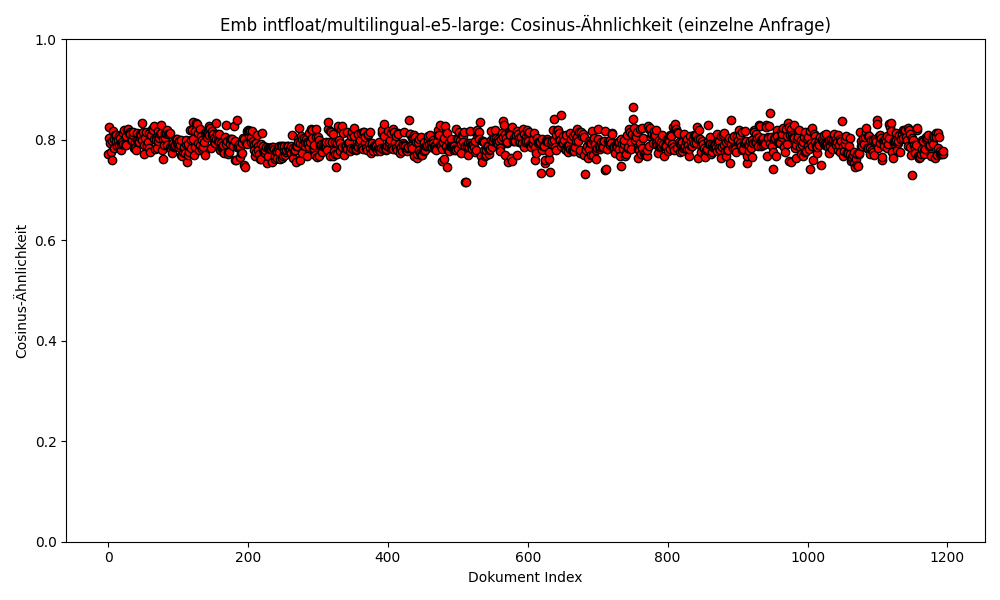 Emb intfloat/multilingual-e5-large: Cosinus-Ähnlichkeit (einzelne Anfrage)
1.0
0.8
0.6
0.4
0.2
0.0
Cosinus-Ähnlichkeit
0 200 400 600 800 1000 1200
Dokument Index